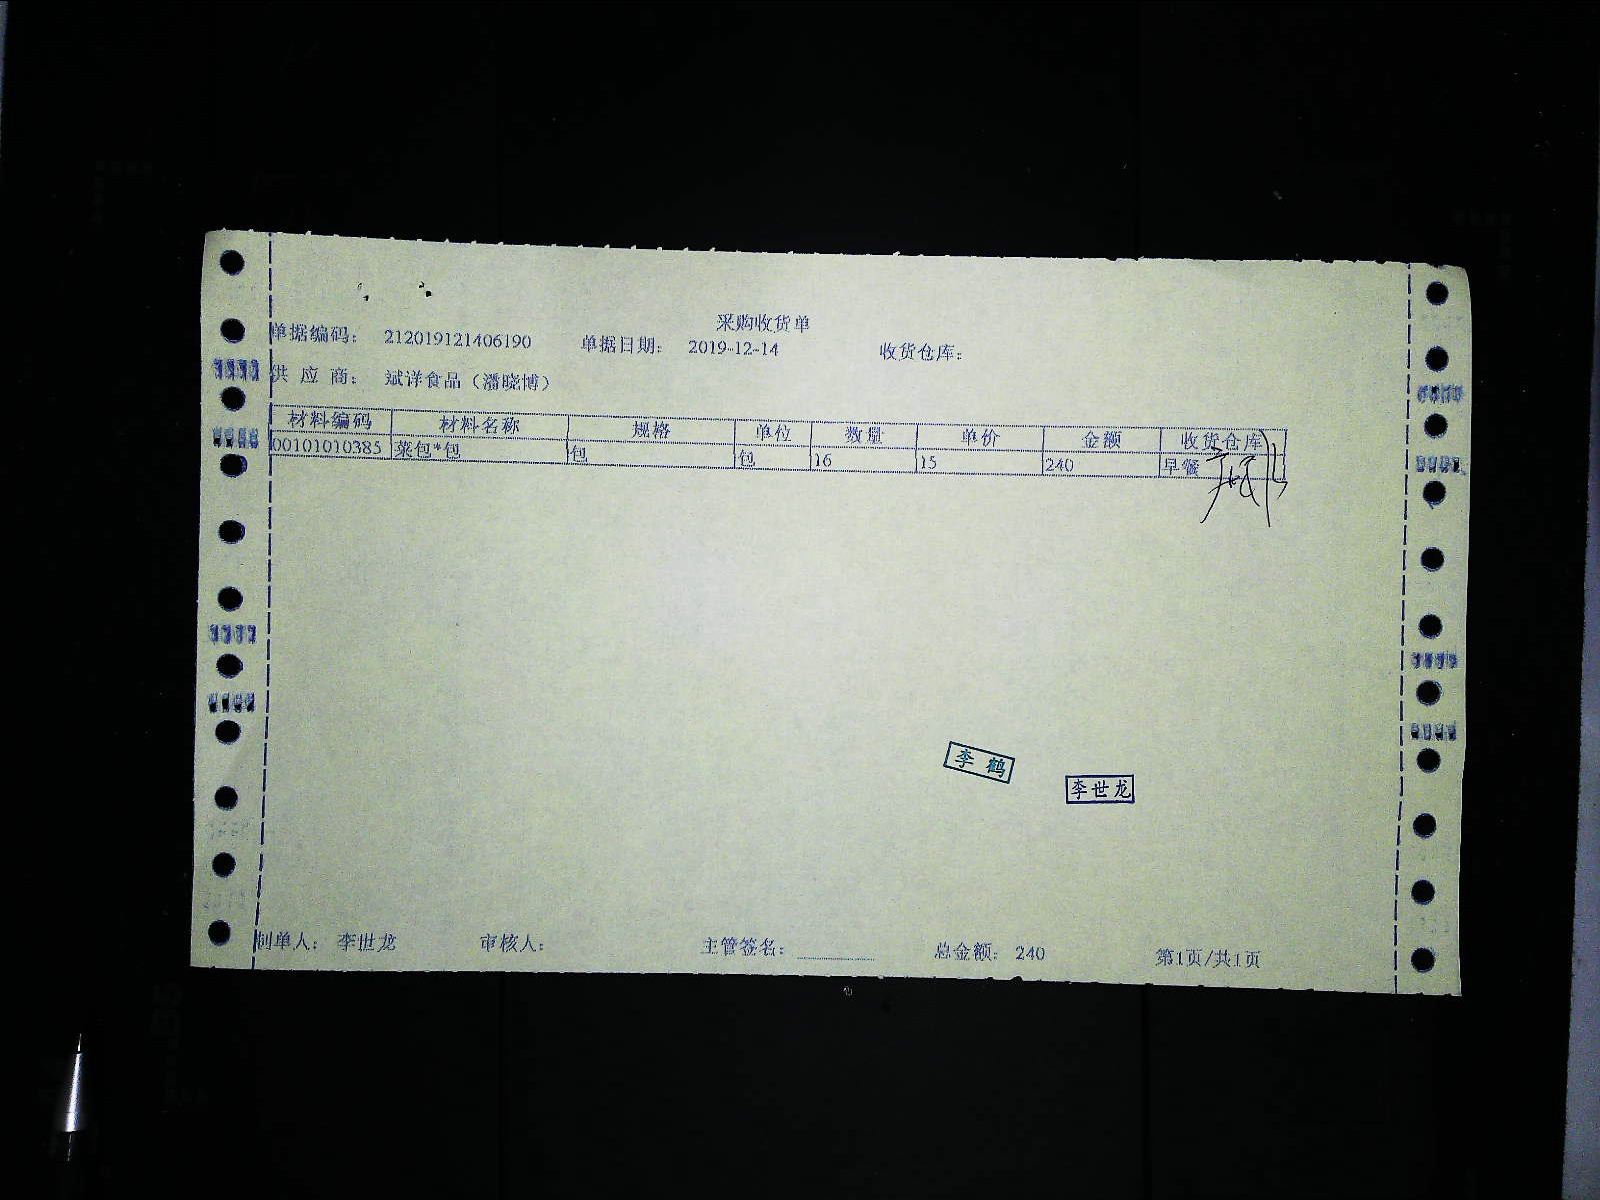 采购收货单
单据编码： 212019121406190 单据日期： 2019-12-14 收货仓库：
供 应 商： 斌详食品（潘晓博）
材料编码 材料名称 规格 单位 数量 单价 金额 收货仓库
00101010385 菜包*包 包 包 16 15 240 早餐
李 鹤
李世龙
制单人： 李世龙 审核人： 主管签名： 总金额： 240 第1页/共1页